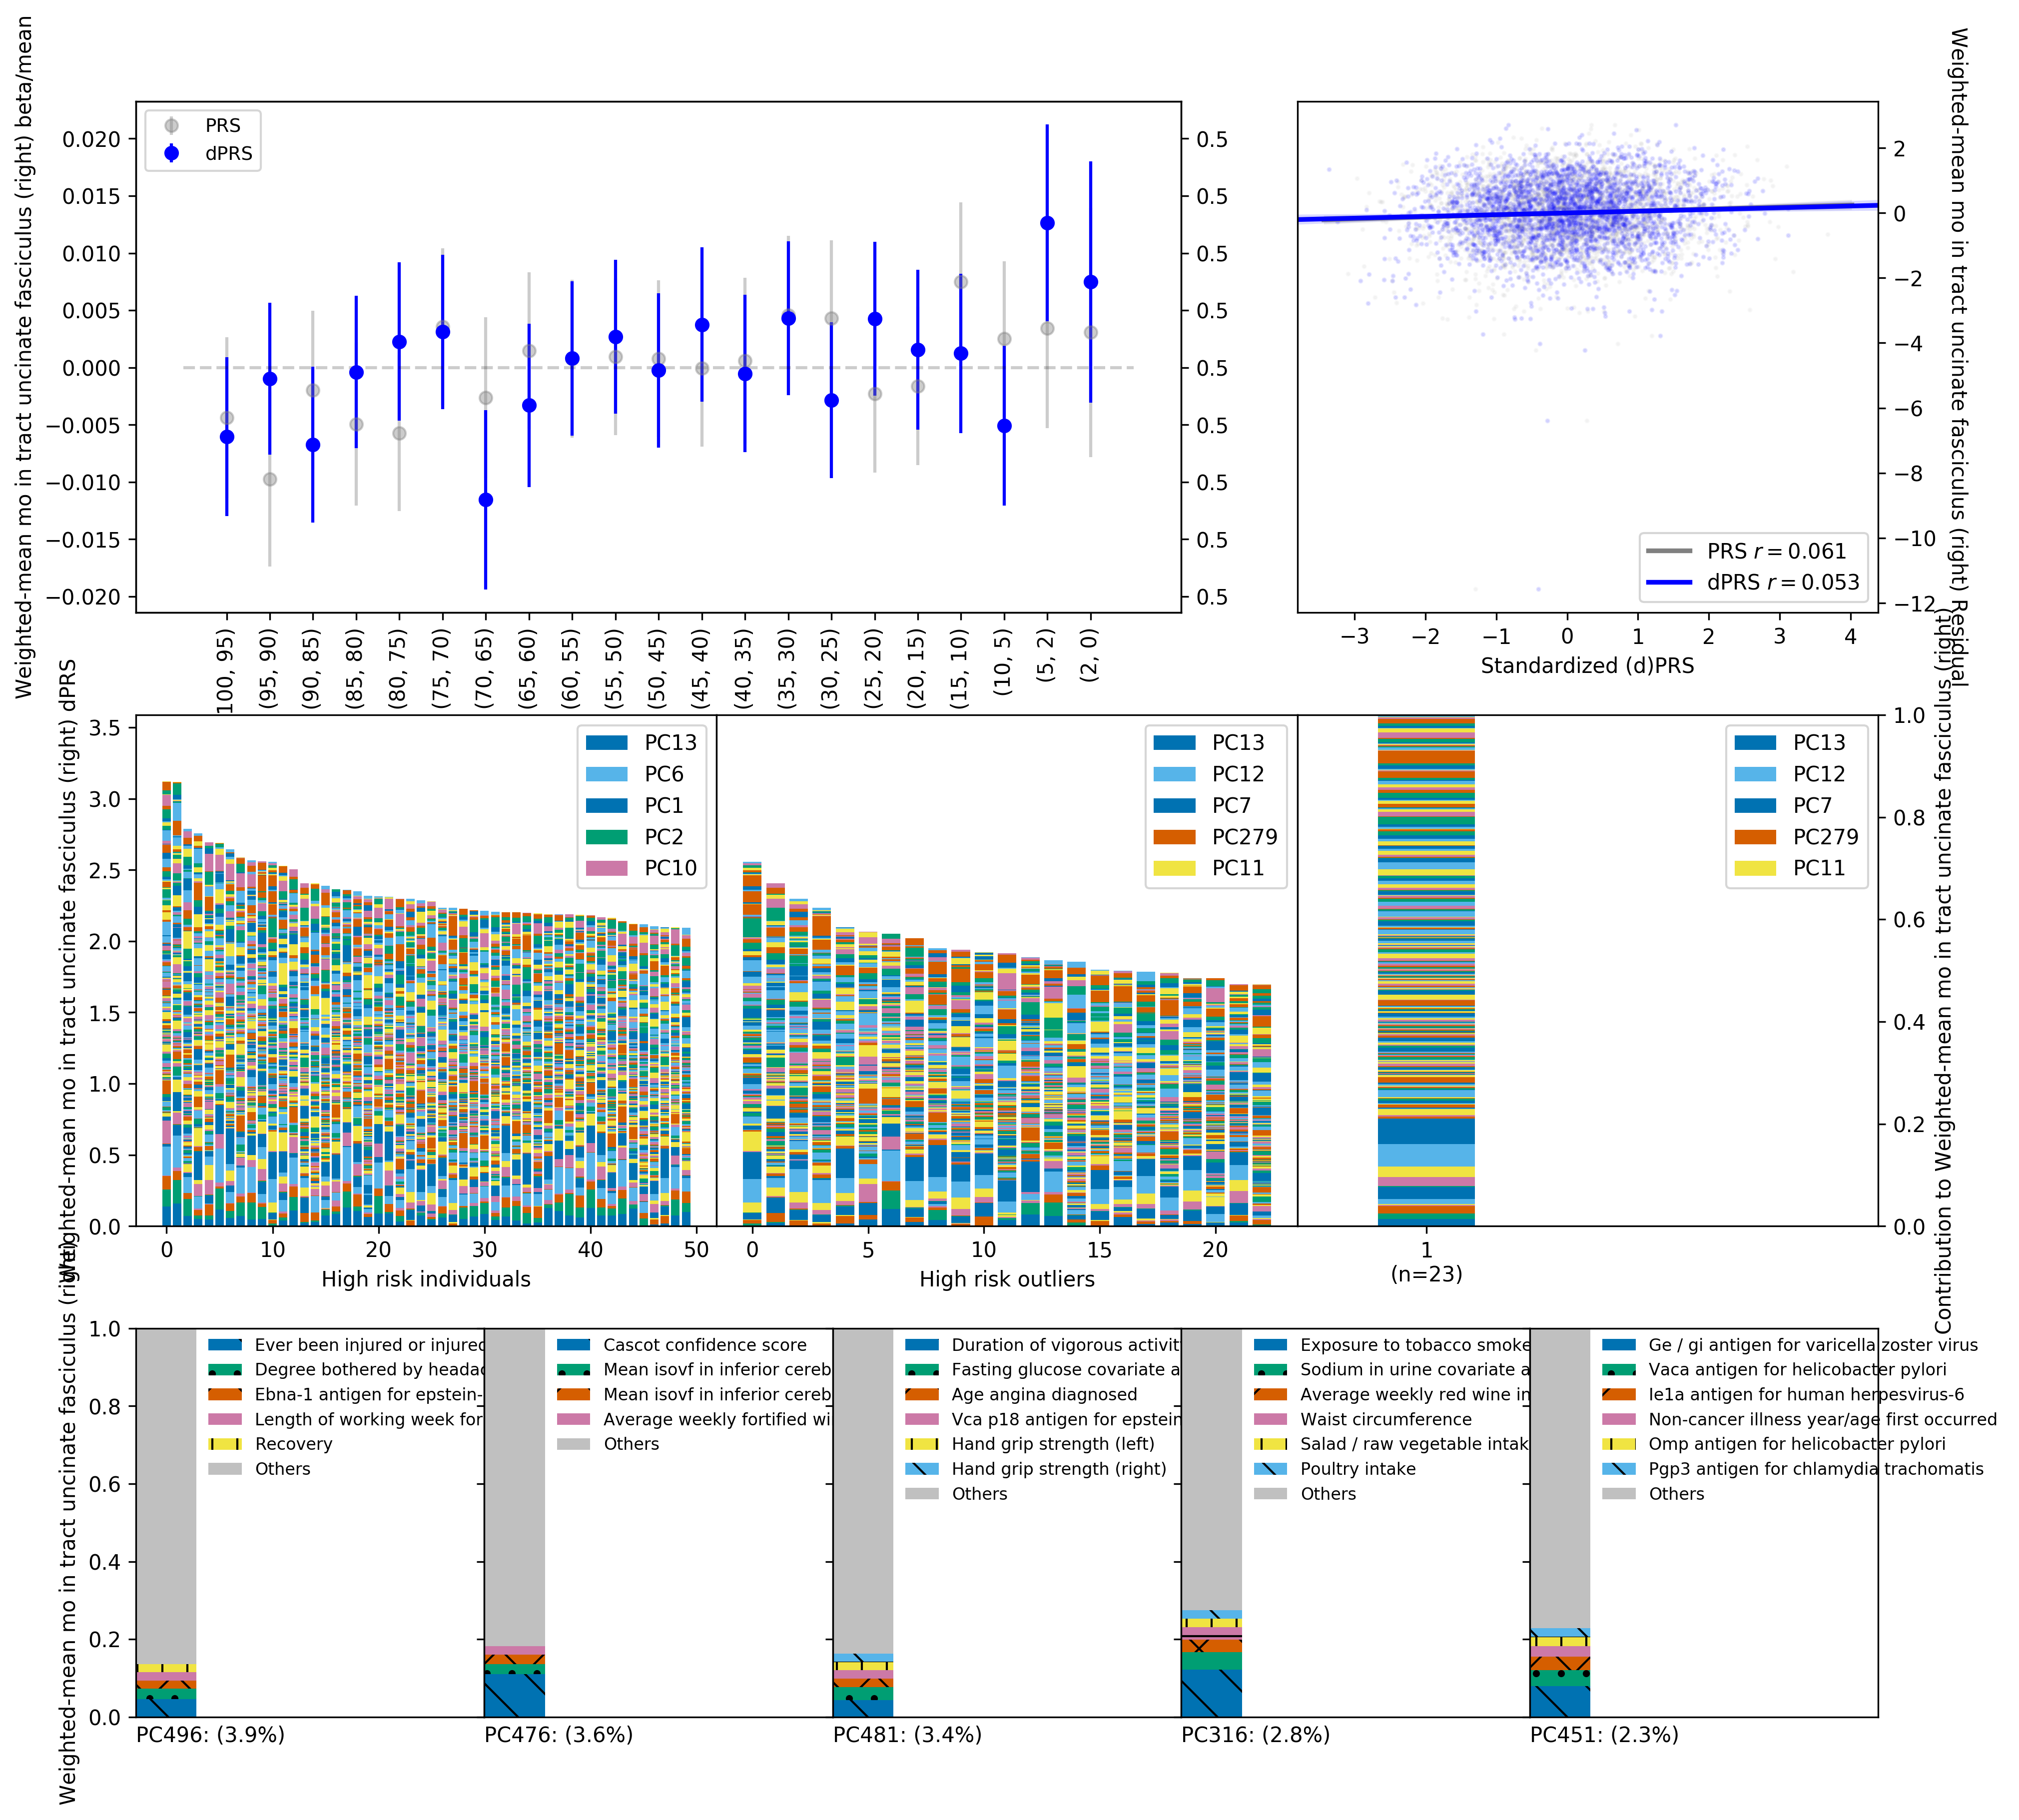 Weighted-mean mo in tract uncinate fasciculus (right) beta/mean
0.020
0.015
0.010
0.005
0.000
−0.005
−0.010
−0.015
−0.020
PRS
dPRS
0.5
0.5
0.5
0.5
0.5
0.5
0.5
0.5
0.5
100, 95)
(95, 90)
(90, 85)
(85, 80)
(80, 75)
(75, 70)
(70, 65)
(65, 60)
(60, 55)
(55, 50)
(50, 45)
(45, 40)
(40, 35)
(35, 30)
(30, 25)
(25, 20)
(20, 15)
(15, 10)
(10, 5)
(5, 2)
(2, 0)
Weighted-mean mo in tract uncinate fasciculus (right) Residual
2
0
−2
−4
−6
−8
−10
−12
PRS r = 0.061
dPRS r = 0.053
−3
−2
−1
0
1
2
3
4
Standardized (d)PRS
Weighted-mean mo in tract uncinate fasciculus (right) dPRS
3.5
3.0
2.5
2.0
1.5
1.0
0.5
0.0
PC13
PC6
PC1
PC2
PC10
0
10
20
30
40
50
High risk individuals
PC13
PC12
PC7
PC279
PC11
0
5
10
15
20
High risk outliers
PC13
PC12
PC7
PC279
PC11
1
(n=23)
1.0
0.8
0.6
0.4
0.2
0.0
Contribution to Weighted-mean mo in tract uncinate fasciculus (right)
Weighted-mean mo in tract uncinate fasciculus (right)
1.0
0.8
0.6
0.4
0.2
0.0
Ever been injured or injured
Degree bothered by headac
Ebna-1 antigen for epstein-
Length of working week for
Recovery
Others
PC496: (3.9%)
Cascot confidence score
Mean isovf in inferior cereb
Mean isovf in inferior cereb
Average weekly fortified wi
Others
PC476: (3.6%)
Duration of vigorous activit
Fasting glucose covariate a
Age angina diagnosed
Vca p18 antigen for epstein
Hand grip strength (left)
Hand grip strength (right)
Others
PC481: (3.4%)
Exposure to tobacco smoke
Sodium in urine covariate a
Average weekly red wine in
Waist circumference
Salad / raw vegetable intak
Poultry intake
Others
PC316: (2.8%)
Ge / gi antigen for varicella zoster virus
Vaca antigen for helicobacter pylori
Ie1a antigen for human herpesvirus-6
Non-cancer illness year/age first occurred
Omp antigen for helicobacter pylori
Pgp3 antigen for chlamydia trachomatis
Others
PC451: (2.3%)